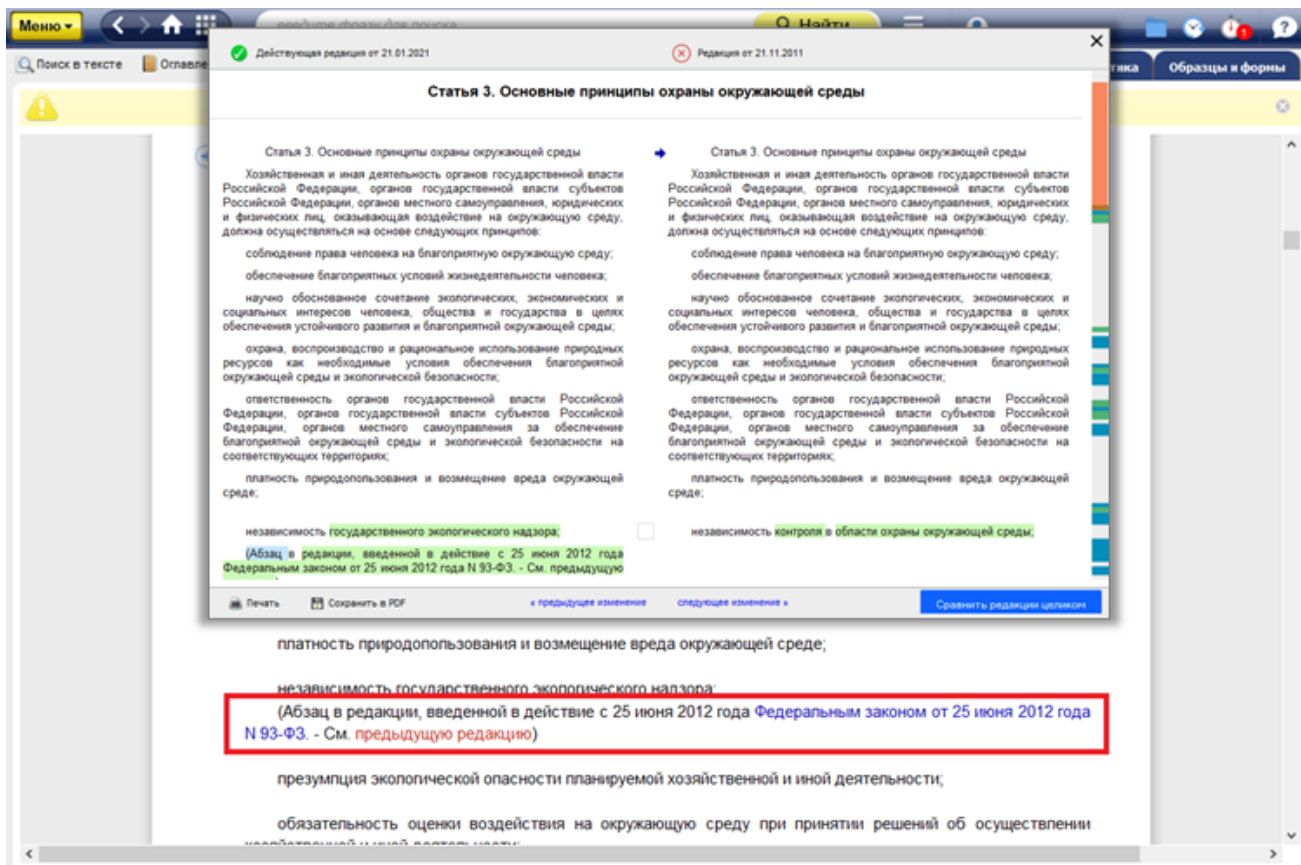 Меню
введите фразу для поиска
Найти
1
?
Поиск в тексте
Оглавле
тика
Образцы и формы
Действующая редакция от 21.01.2021
Редакция от 21.11.2011
Статья 3. Основные принципы охраны окружающей среды
Статья 3. Основные принципы охраны окружающей среды
Хозяйственная и иная деятельность органов государственной власти
Российской Федерации, органов государственной власти субъектов
Российской Федерации, органов местного самоуправления, юридических
и физических лиц, оказывающая воздействие на окружающую среду,
должна осуществляться на основе следующих принципов:
соблюдение права человека на благоприятную окружающую среду;
обеспечение благоприятных условий жизнедеятельности человека;
научно обоснованное сочетание экологических, экономических и
социальных интересов человека, общества и государства в целях
обеспечения устойчивого развития и благоприятной окружающей среды;
охрана, воспроизводство и рациональное использование природных
ресурсов как необходимые условия обеспечения благоприятной
окружающей среды и экологической безопасности;
ответственность органов государственной власти Российской
Федерации, органов государственной власти субъектов Российской
Федерации, органов местного самоуправления за обеспечение
благоприятной окружающей среды и экологической безопасности на
соответствующих территориях;
платность природопользования и возмещение вреда окружающей
среде;
независимость государственного экологического надзора;
(Абзац в редакции, введенной в действие с 25 июня 2012 года
Федеральным законом от 25 июня 2012 года N 93-ФЗ. - См. предыдущую
Статья 3. Основные принципы охраны окружающей среды
Хозяйственная и иная деятельность органов государственной власти
Российской Федерации, органов государственной власти субъектов
Российской Федерации, органов местного самоуправления, юридических
и физических лиц, оказывающая воздействие на окружающую среду,
должна осуществляться на основе следующих принципов:
соблюдение права человека на благоприятную окружающую среду;
обеспечение благоприятных условий жизнедеятельности человека;
научно обоснованное сочетание экологических, экономических и
социальных интересов человека, общества и государства в целях
обеспечения устойчивого развития и благоприятной окружающей среды;
охрана, воспроизводство и рациональное использование природных
ресурсов как необходимые условия обеспечения благоприятной
окружающей среды и экологической безопасности;
ответственность органов государственной власти Российской
Федерации, органов государственной власти субъектов Российской
Федерации, органов местного самоуправления за обеспечение
благоприятной окружающей среды и экологической безопасности на
соответствующих территориях;
платность природопользования и возмещение вреда окружающей
среде;
независимость контроля в области охраны окружающей среды;
Печать
Сохранить в PDF
« предыдущее изменение
следующее изменение »
Сравнить редакции целиком
платность природопользования и возмещение вреда окружающей среде;
независимость государственного экологического надзора;
(Абзац в редакции, введенной в действие с 25 июня 2012 года Федеральным законом от 25 июня 2012 года
N 93-ФЗ. - См. предыдущую редакцию)
презумпция экологической опасности планируемой хозяйственной и иной деятельности;
обязательность оценки воздействия на окружающую среду при принятии решений об осуществлении
хозяйственной и иной деятельности;